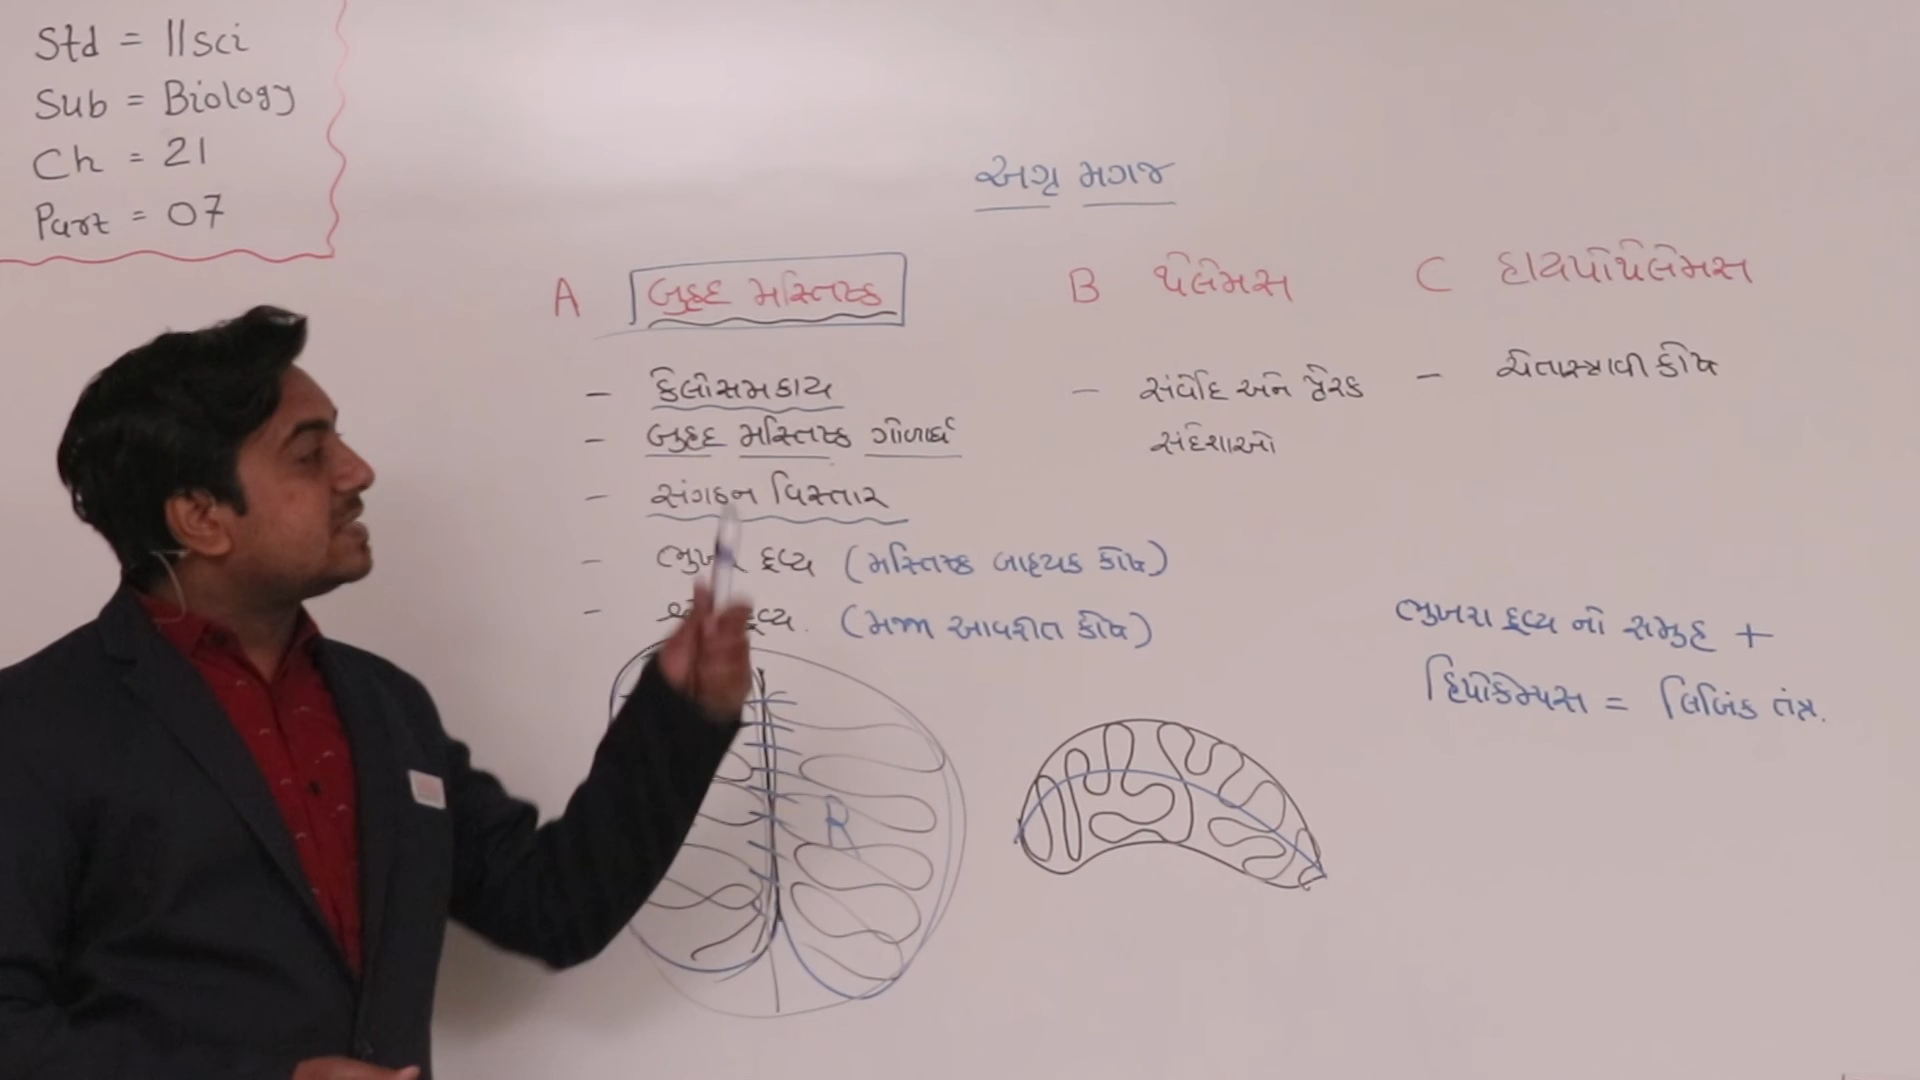 Std = 11sci
Sub = Biology
Ch = 21
Part = 07
અગ્ર મગજ
A બુહદ મસ્તિષ્ક
B થેલેમસ
C હાયપોથેલેમસ
- કેલોસમકાય
- બુહદ મસ્તિષ્ક ગોળાર્ધ
- સંગઠન વિસ્તાર
- દ્રવ્ય (મસ્તિષ્ક બાહ્યક કોષ)
- દ્રવ્ય. (મજ્જા આવરીત કોષ)
- સંવેદિ અને પ્રેરક
સંદેશાઓ
- ચેતાસ્ત્રાવી કોષ
ભુખરા દ્રવ્ય નો સમુહ +
હિપોકેમ્પસ = લિંબિક તંત્ર.
R